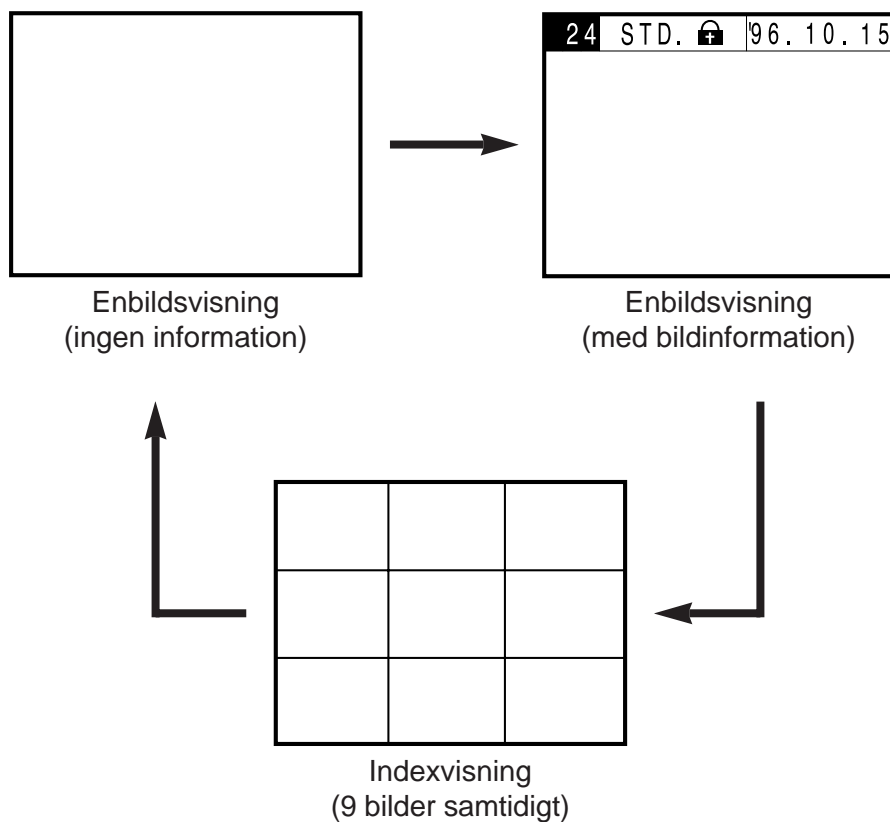 24 STD. '96.10.15
Enbildsvisning
(ingen information)
Enbildsvisning
(med bildinformation)
Indexvisning
(9 bilder samtidigt)